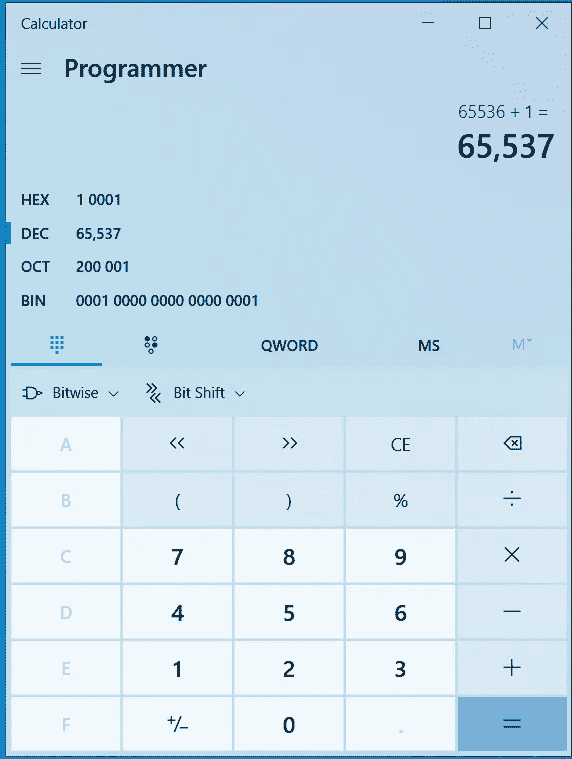 Calculator
Programmer
65536 + 1 =
65,537
HEX 1 0001
DEC 65,537
OCT 200 001
BIN 0001 0000 0000 0000 0001
QWORD MS M˅
Bitwise Bit Shift
A << >> CE
B ( ) % ÷
C 7 8 9 ×
D 4 5 6 −
E 1 2 3 +
F +/− 0 . =